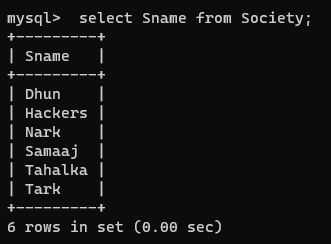 mysql>  select Sname from Society;
+---------+
| Sname   |
+---------+
| Dhun    |
| Hackers |
| Nark    |
| Samaaj  |
| Tahalka |
| Tark    |
+---------+
6 rows in set (0.00 sec)